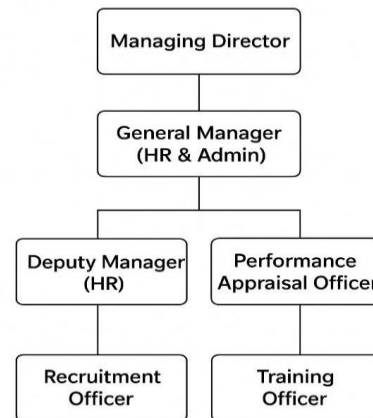 Managing Director
General Manager
(HR & Admin)
Deputy Manager
(HR)
Performance
Appraisal Officer
Recruitment
Officer
Training
Officer